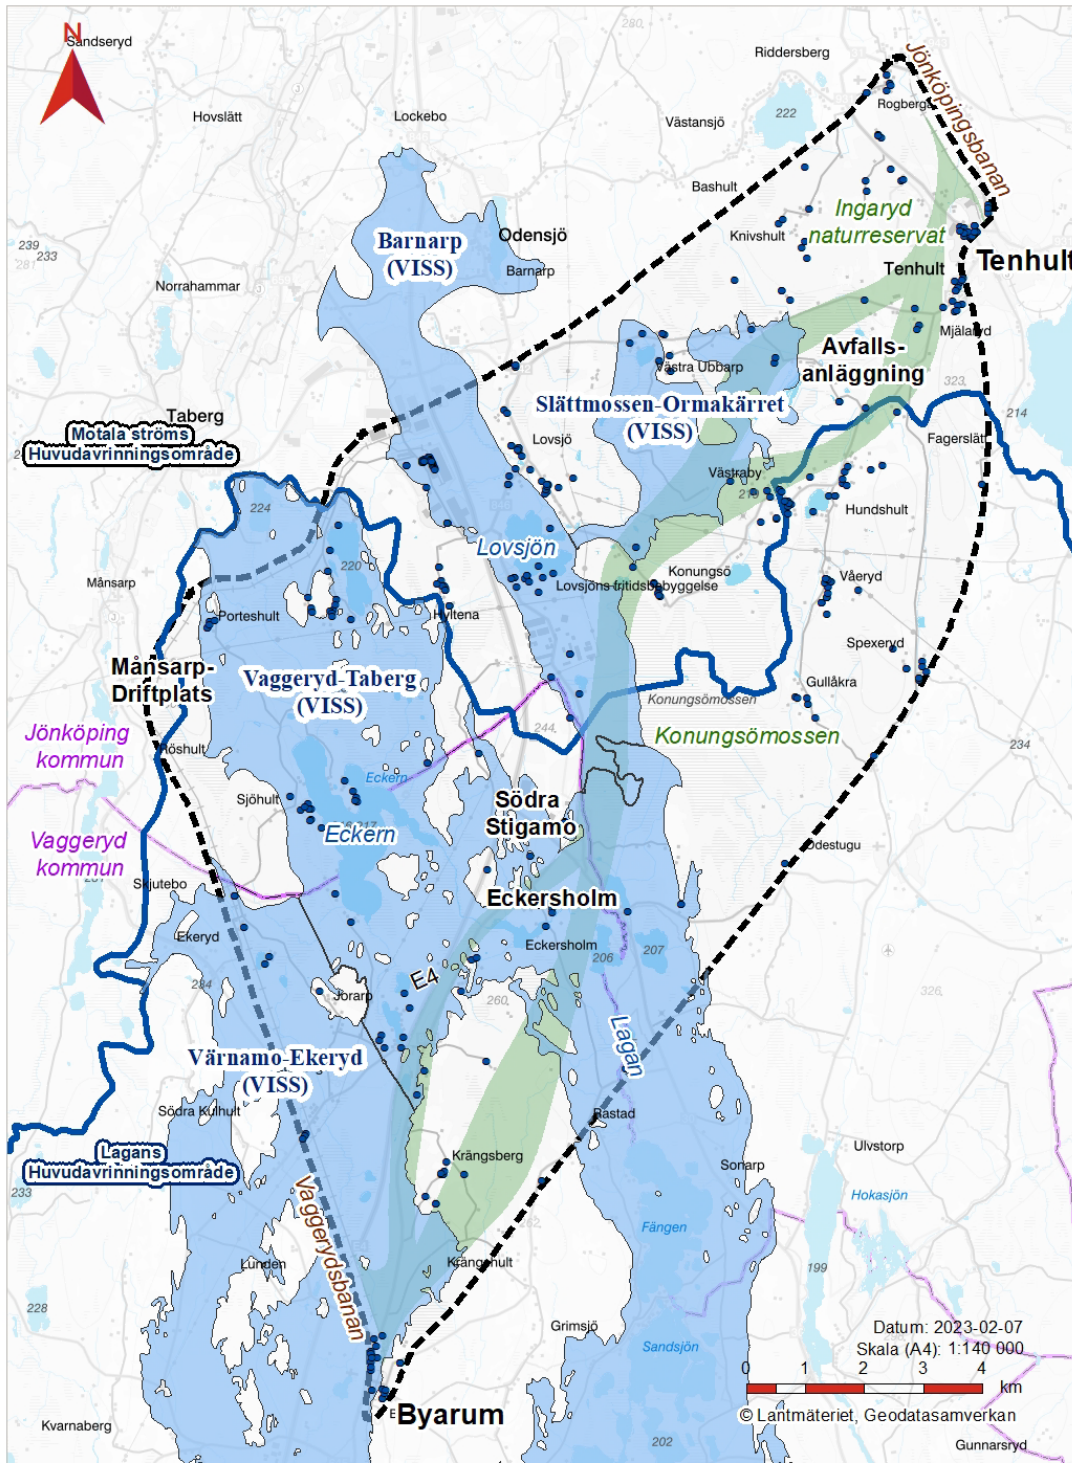 N
Sandseryd
280
Riddersberg
Jönköpingsbanan
Rogberga
Hovslätt
Lockebo
Västansjö
222
Bashult
Ingaryd
naturreservat
Barnarp
(VISS)
Odensjö
Knivshult
239
233
281
Barnarp
Tenhult
Tenhult
Norrahammar
Mjälaryd
Västra Ubbarp
Avfalls-
anläggning
323
Taberg
Slättmossen-Ormakärret
(VISS)
214
Motala ströms
Huvudavrinningsområde
Lovsjö
Fagerslätt
Västraby
219
224
Hundshult
Lovsjön
220
Månsarp
Konungsö
Våeryd
Lovsjöns fritidsbebyggelse
Porteshult
Hyltena
Spexeryd
Månsarp-
Driftplats
Vaggeryd-Taberg
(VISS)
Gullåkra
Konungsömossen
Jönköping
kommun
244
Konungsömossen
234
Röshult
Eckern
Sjöhult
Södra
Stigamo
217
Eckern
Vaggeryd
kommun
Odestugu
Skjutebo
Eckersholm
Ekeryd
Eckersholm
206
207
E4
284
326
Jorarp
260
Lagan
Värnamo-Ekeryd
(VISS)
Södra Kulhult
Rastad
Lagans
Huvudavrinningsområde
Krängsberg
Ulvstorp
Sonarp
233
Hokasjön
Vaggerydsbanan
Fängen
Lunden
Krängshult
199
228
Grimsjö
Sandsjön
Datum: 2023-02-07
Skala (A4): 1:140 000
0 1 2 3 4
km
Byarum
© Lantmäteriet, Geodatasamverkan
Kvarnaberg
202
Gunnarsryd